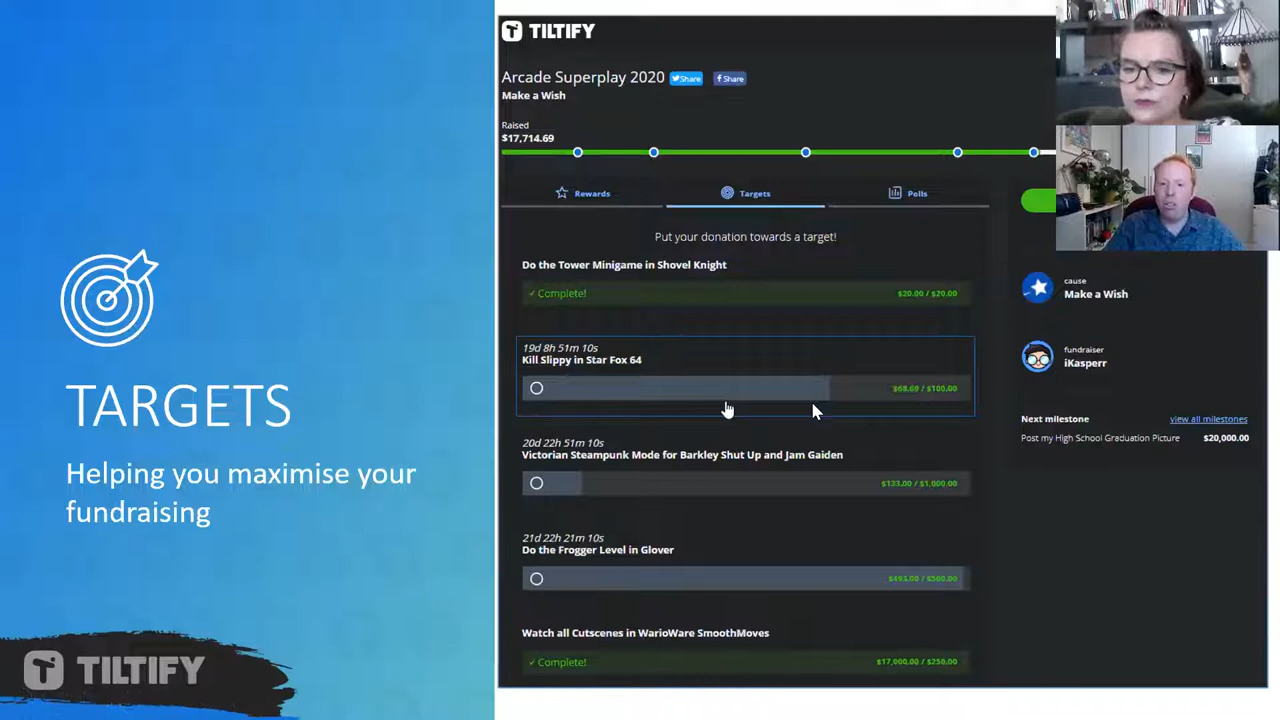 TARGETS
Helping you maximise your
fundraising
TILTIFY
TILTIFY
Arcade Superplay 2020 Share Share
Make a Wish
Raised
$17,714.69
Rewards Targets Polls
Put your donation towards a target!
Do the Tower Minigame in Shovel Knight
✓ Complete! $20.00 / $20.00
19d 8h 51m 10s
Kill Slippy in Star Fox 64
$68.69 / $100.00
20d 22h 51m 10s
Victorian Steampunk Mode for Barkley Shut Up and Jam Gaiden
$133.00 / $1,000.00
21d 22h 21m 10s
Do the Frogger Level in Glover
$493.00 / $500.00
Watch all Cutscenes in WarioWare SmoothMoves
✓ Complete! $17,000.00 / $250.00
cause
Make a Wish
fundraiser
iKasperr
Next milestone view all milestones
Post my High School Graduation Picture $20,000.00